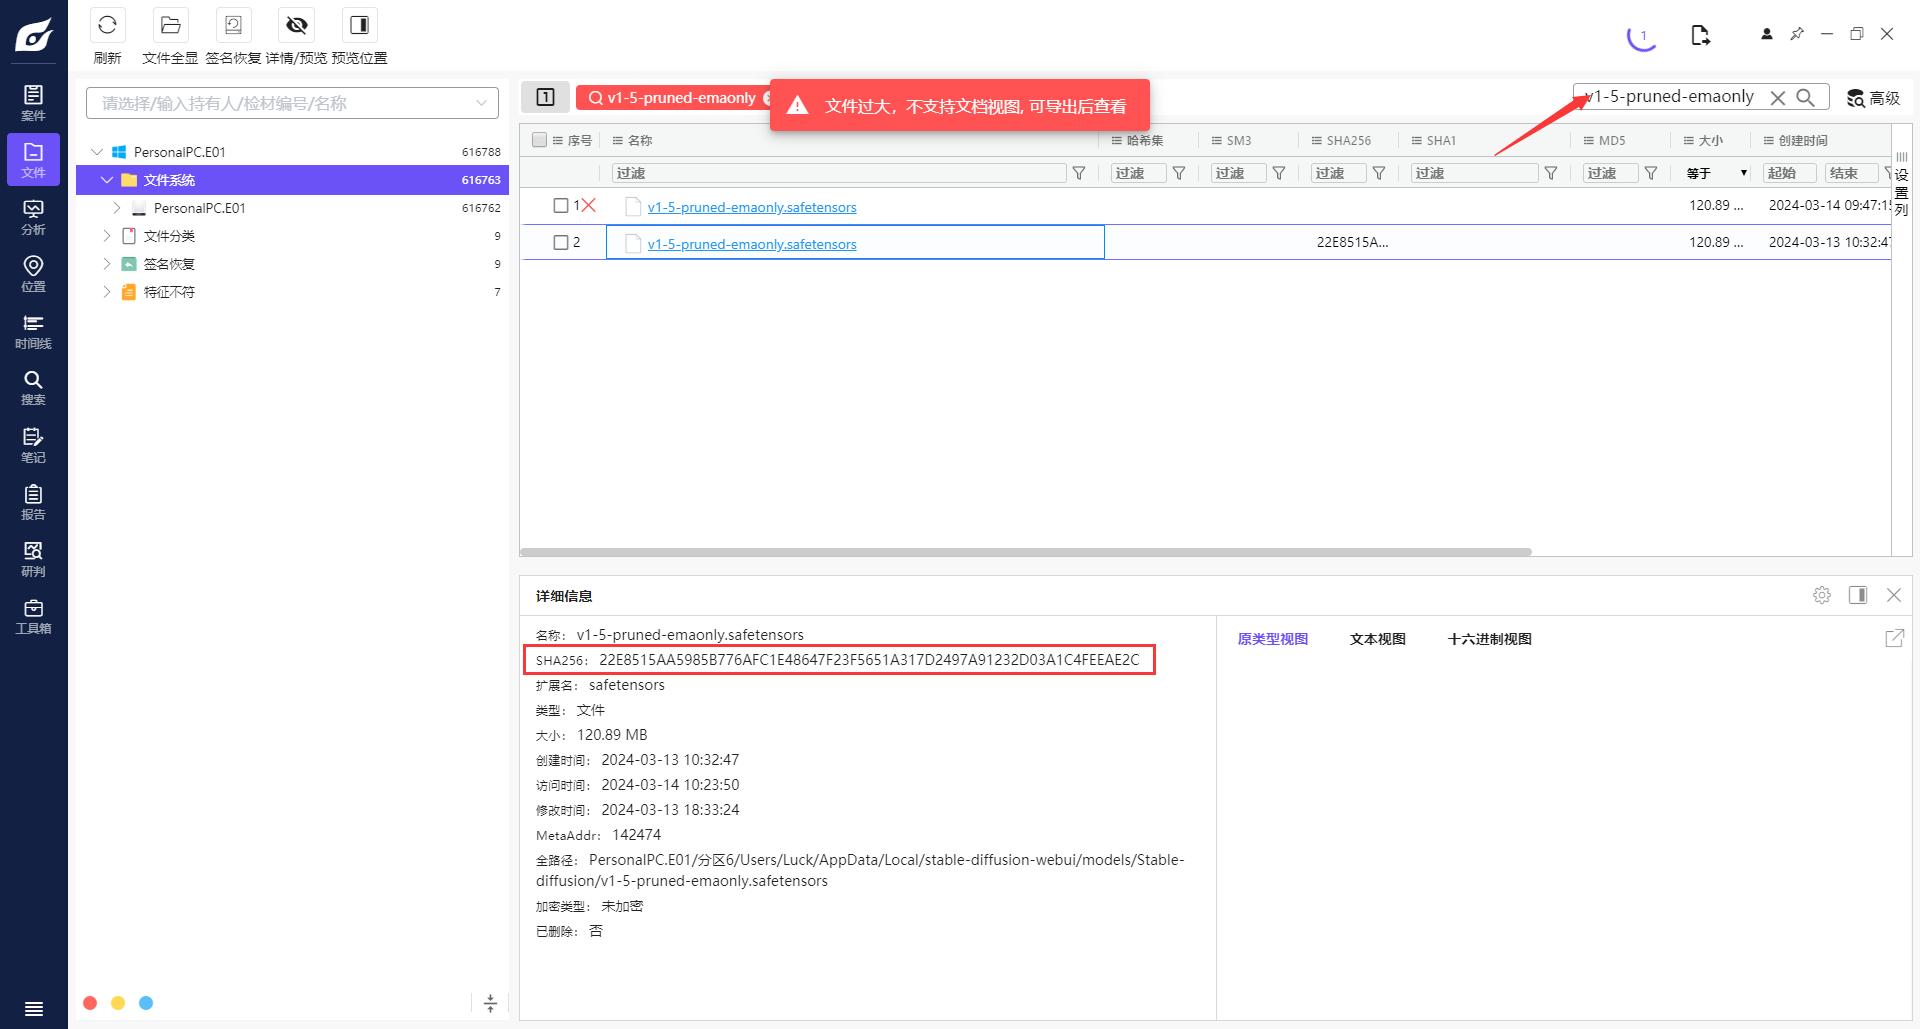 刷新
文件全显
签名恢复
详情/预览
预览位置
1
案件
文件
分析
位置
时间线
搜索
笔记
报告
研判
工具箱
请选择/输入持有人/检材编号/名称
PersonalPC.E01 616788
文件系统 616763
PersonalPC.E01 616762
文件分类 9
签名恢复 9
特征不符 7
1
v1-5-pruned-emaonly
文件过大，不支持文档视图, 可导出后查看
v1-5-pruned-emaonly
高级
序号 名称 哈希集 SM3 SHA256 SHA1 MD5 大小 创建时间
过滤 过滤 过滤 过滤 过滤 过滤 等于 起始 结束
设置列
1 v1-5-pruned-emaonly.safetensors 120.89 ... 2024-03-14 09:47:15
2 v1-5-pruned-emaonly.safetensors 22E8515A... 120.89 ... 2024-03-13 10:32:47
详细信息
名称: v1-5-pruned-emaonly.safetensors
SHA256: 22E8515AA5985B776AFC1E48647F23F5651A317D2497A91232D03A1C4FEEAE2C
扩展名: safetensors
类型: 文件
大小: 120.89 MB
创建时间: 2024-03-13 10:32:47
访问时间: 2024-03-14 10:23:50
修改时间: 2024-03-13 18:33:24
MetaAddr: 142474
全路径: PersonalPC.E01/分区6/Users/Luck/AppData/Local/stable-diffusion-webui/models/Stable-
diffusion/v1-5-pruned-emaonly.safetensors
加密类型: 未加密
已删除: 否
原类型视图
文本视图
十六进制视图